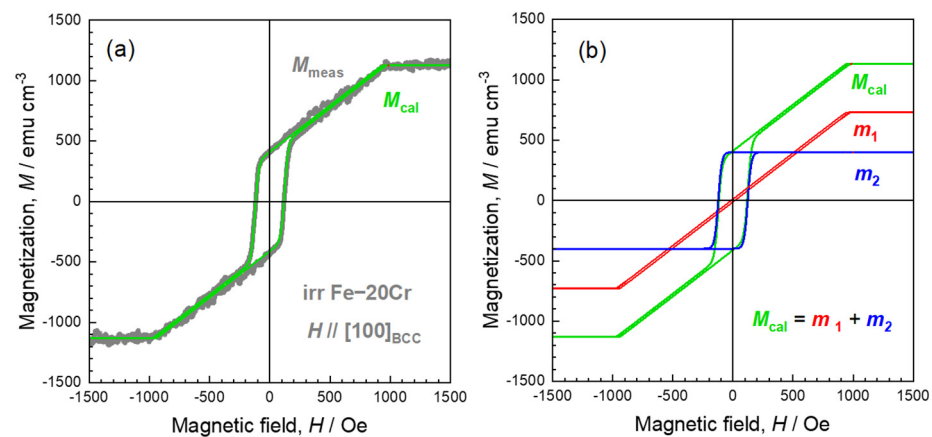 (a)
Magnetization, M / emu cm⁻³
1500
1000
500
0
-500
-1000
-1500
M_meas
M_cal
irr Fe−20Cr
H // [100]_BCC
-1500 -1000 -500 0 500 1000 1500
Magnetic field, H / Oe
(b)
Magnetization, M / emu cm⁻³
1500
1000
500
0
-500
-1000
-1500
M_cal
m_1
m_2
M_cal = m_1 + m_2
-1500 -1000 -500 0 500 1000 1500
Magnetic field, H / Oe